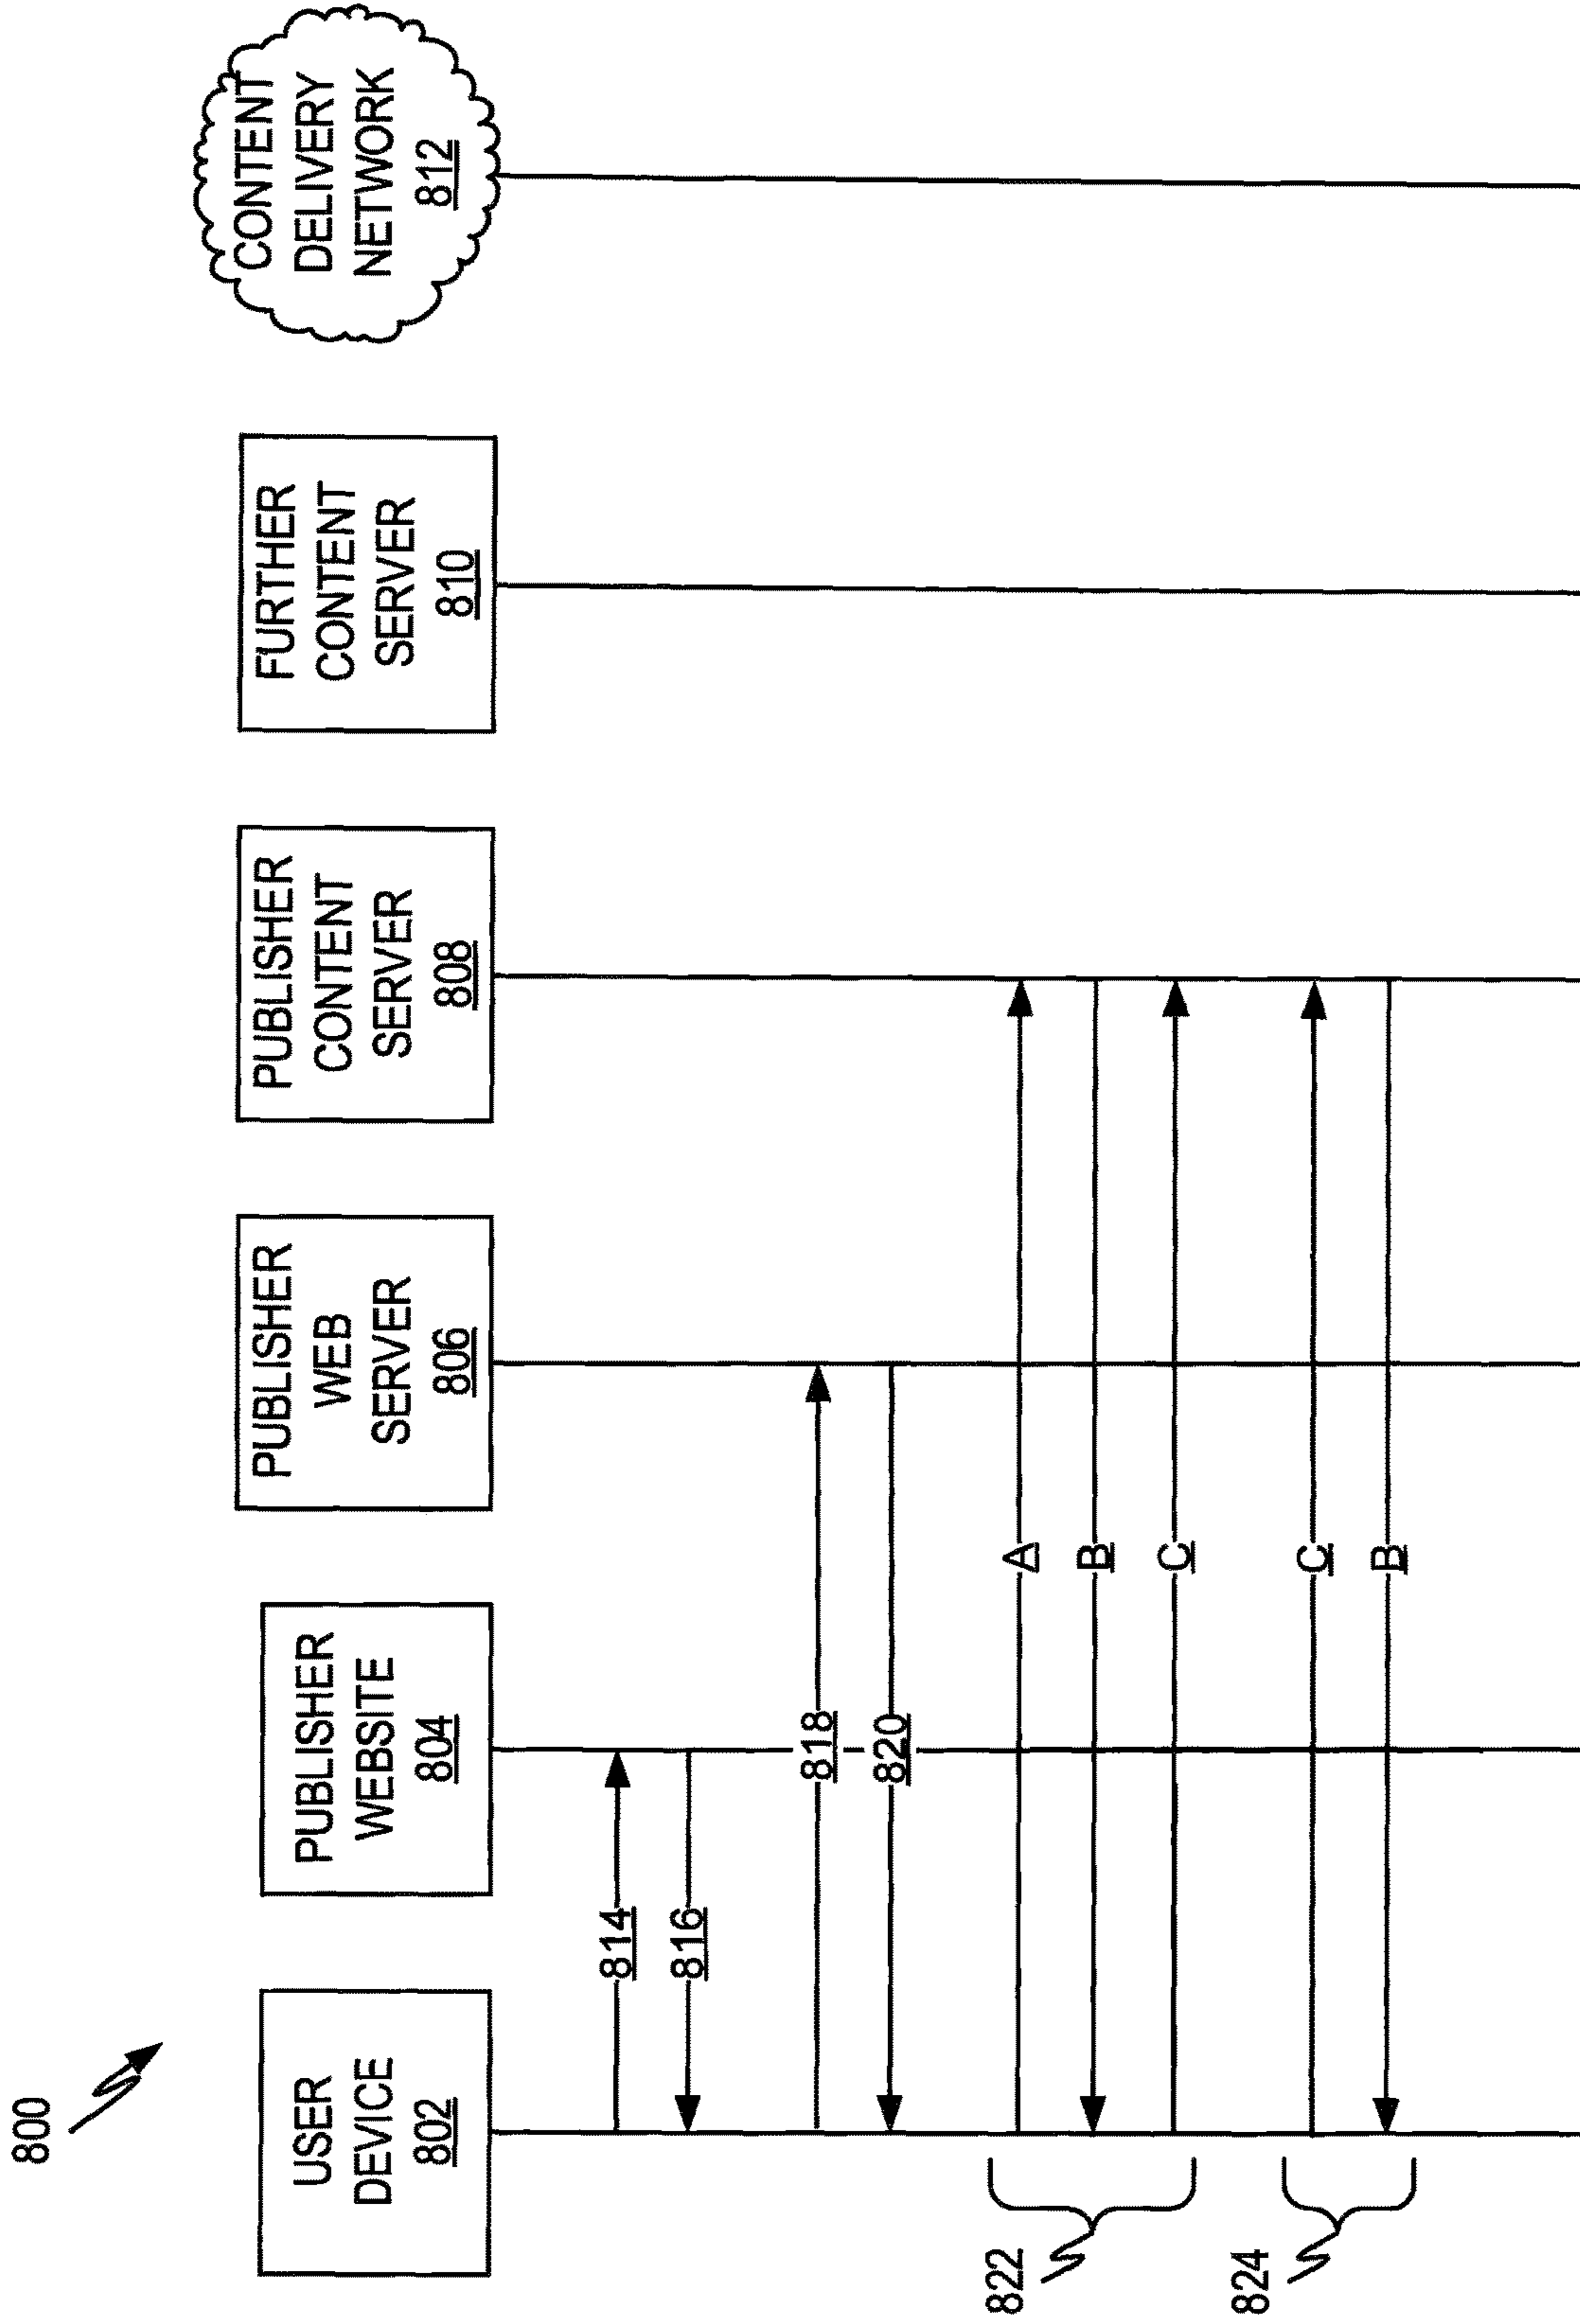 800
USER
DEVICE
802
PUBLISHER
WEBSITE
804
PUBLISHER
WEB
SERVER
806
PUBLISHER
CONTENT
SERVER
808
FURTHER
CONTENT
SERVER
810
CONTENT
DELIVERY
NETWORK
812
814
816
818
820
822
A
B
C
824
C
B